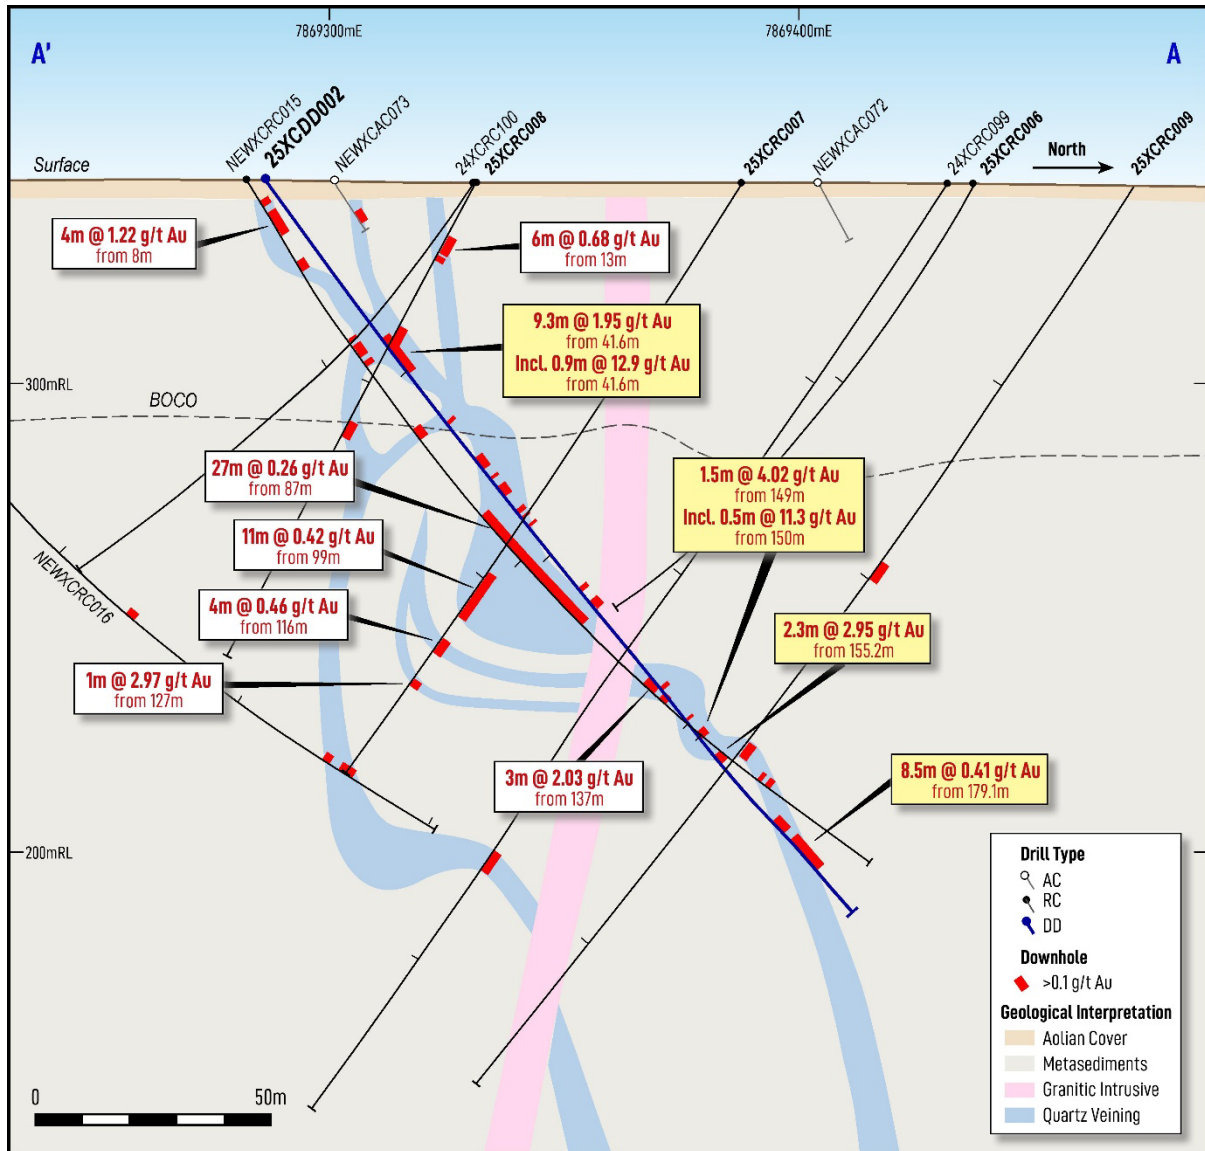 7869300mE
7869400mE
A'
A
NEWXCRC015
25XCDD002
NEWXCAC073
24XCRC100
25XCRC008
25XCRC007
NEWXCAC072
24XCRC099
25XCRC006
25XCRC009
Surface
North
4m @ 1.22 g/t Au
from 8m
6m @ 0.68 g/t Au
from 13m
9.3m @ 1.95 g/t Au
from 41.6m
Incl. 0.9m @ 12.9 g/t Au
from 41.6m
300mRL
BOCO
27m @ 0.26 g/t Au
from 87m
1.5m @ 4.02 g/t Au
from 149m
Incl. 0.5m @ 11.3 g/t Au
from 150m
11m @ 0.42 g/t Au
from 99m
NEWXCRC016
4m @ 0.46 g/t Au
from 116m
2.3m @ 2.95 g/t Au
from 155.2m
1m @ 2.97 g/t Au
from 127m
3m @ 2.03 g/t Au
from 137m
8.5m @ 0.41 g/t Au
from 179.1m
200mRL
Drill Type
AC
RC
DD
Downhole
>0.1 g/t Au
Geological Interpretation
Aolian Cover
Metasediments
Granitic Intrusive
Quartz Veining
0
50m